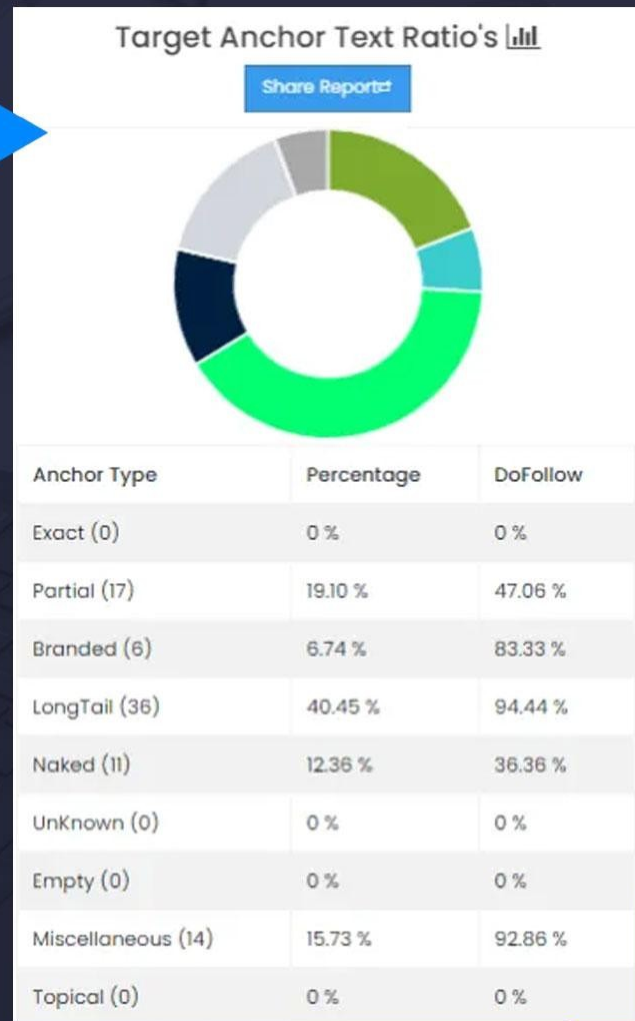 Target Anchor Text Ratio's
Share Report
Anchor Type Percentage DoFollow
Exact (0) 0 % 0 %
Partial (17) 19.10 % 47.06 %
Branded (6) 6.74 % 83.33 %
LongTail (36) 40.45 % 94.44 %
Naked (11) 12.36 % 36.36 %
UnKnown (0) 0 % 0 %
Empty (0) 0 % 0 %
Miscellaneous (14) 15.73 % 92.86 %
Topical (0) 0 % 0 %